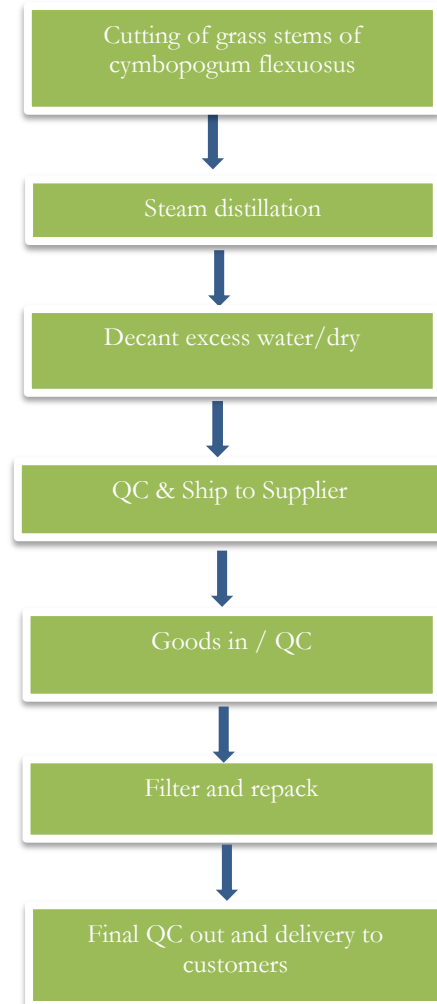 Cutting of grass stems of
cymbopogum flexuosus
Steam distillation
Decant excess water/dry
QC & Ship to Supplier
Goods in / QC
Filter and repack
Final QC out and delivery to
customers